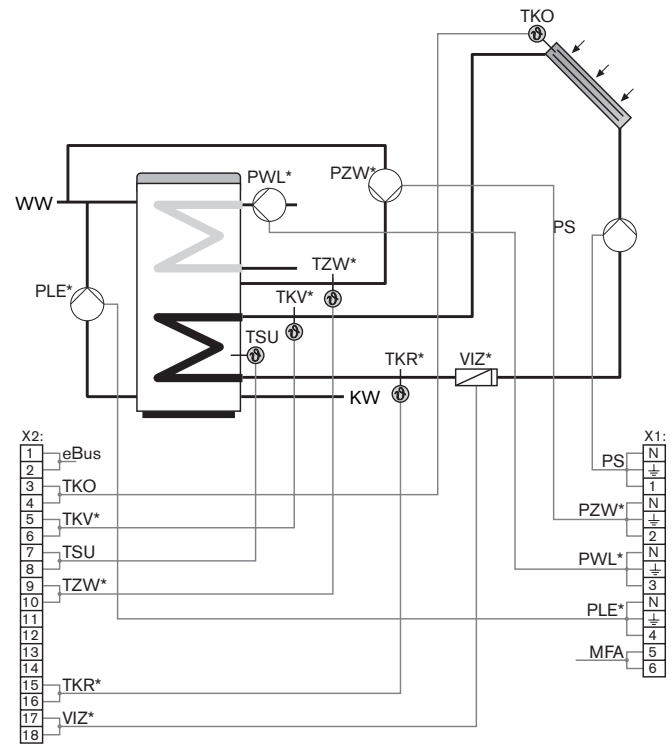 TKO
PWL*
PZW*
WW
PS
TZW*
PLE*
TKV*
TSU
TKR*
VIZ*
KW
X2:
X1:
1
eBus
2
3
TKO
4
5
TKV*
6
7
TSU
8
9
TZW*
10
11
12
13
14
15
TKR*
16
17
VIZ*
18
PS
N
1
PZW*
N
2
PWL*
N
3
PLE*
N
4
MFA
5
6